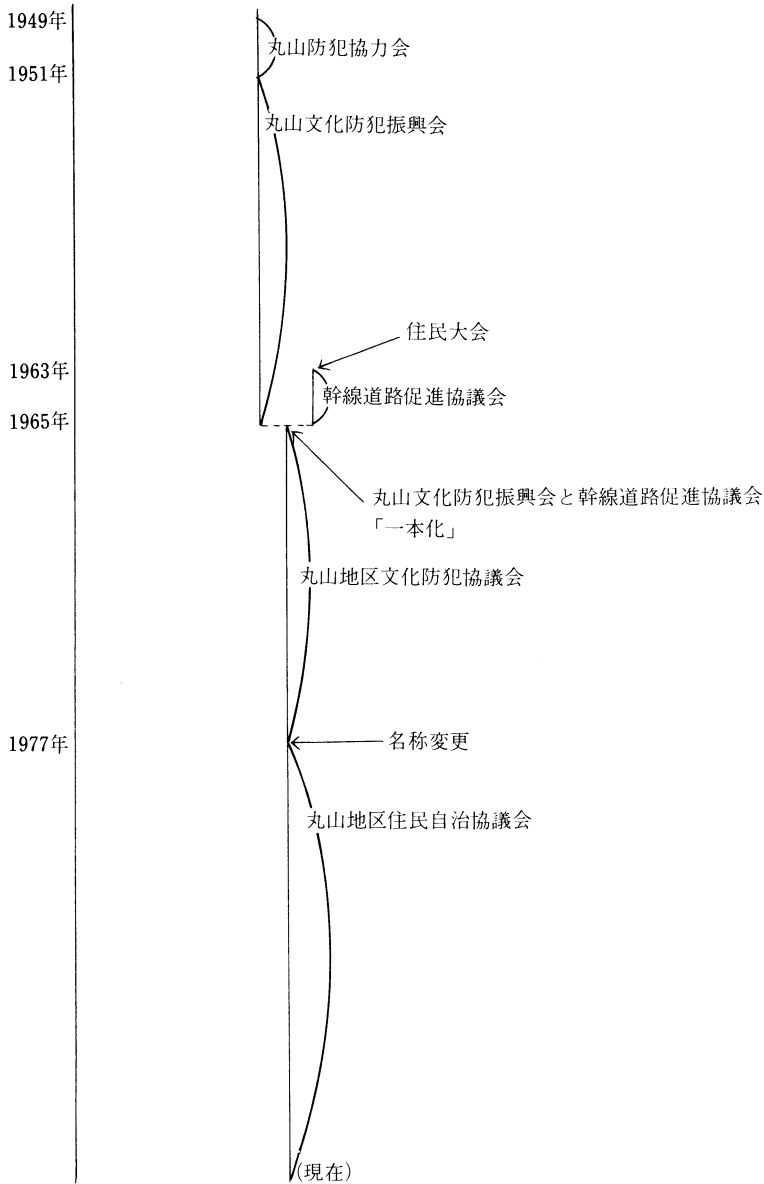 1949年
丸山防犯協力会
1951年
丸山文化防犯振興会
住民大会
1963年
幹線道路促進協議会
1965年
丸山文化防犯振興会と幹線道路促進協議会
「一本化」
丸山地区文化防犯協議会
1977年
名称変更
丸山地区住民自治協議会
(現在)